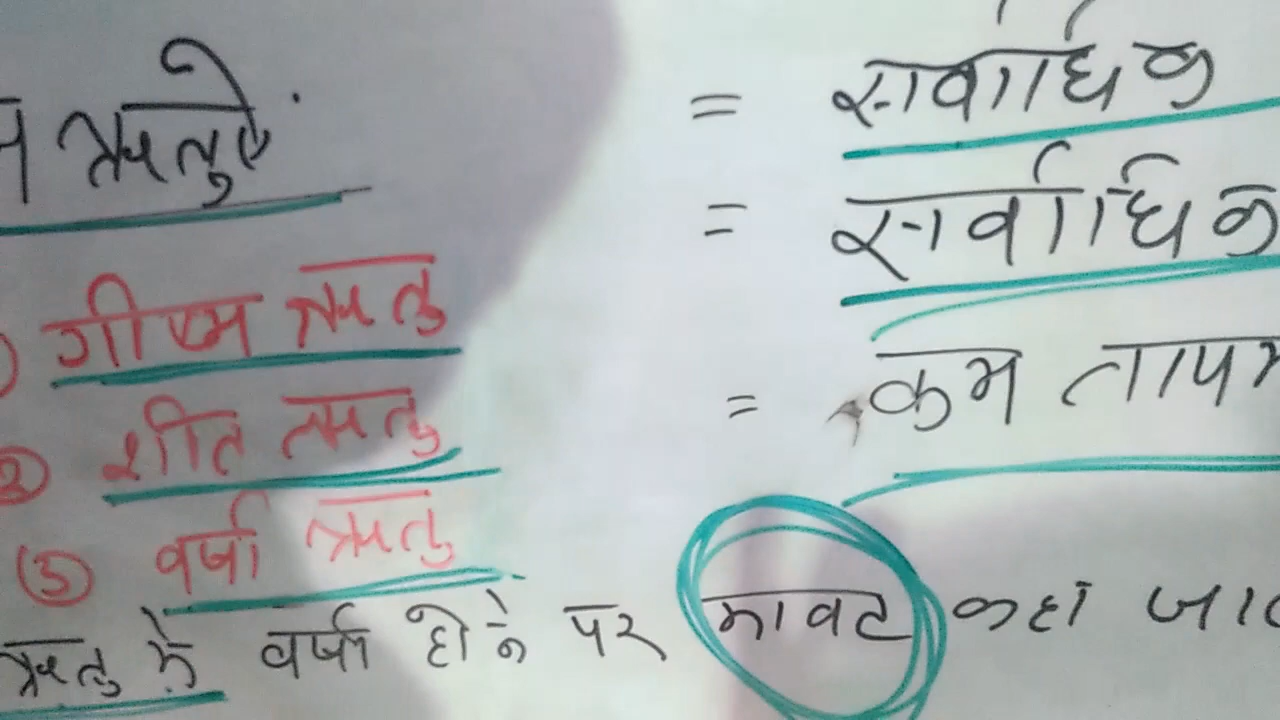 ऋतुऐं
= सर्वाधिक
= सर्वाधिक
① गीष्म ऋतु
= कम ताप
② शीत ऋतु
③ वर्षा ऋतु
ऋतु में वर्षा होने पर मावट कहा